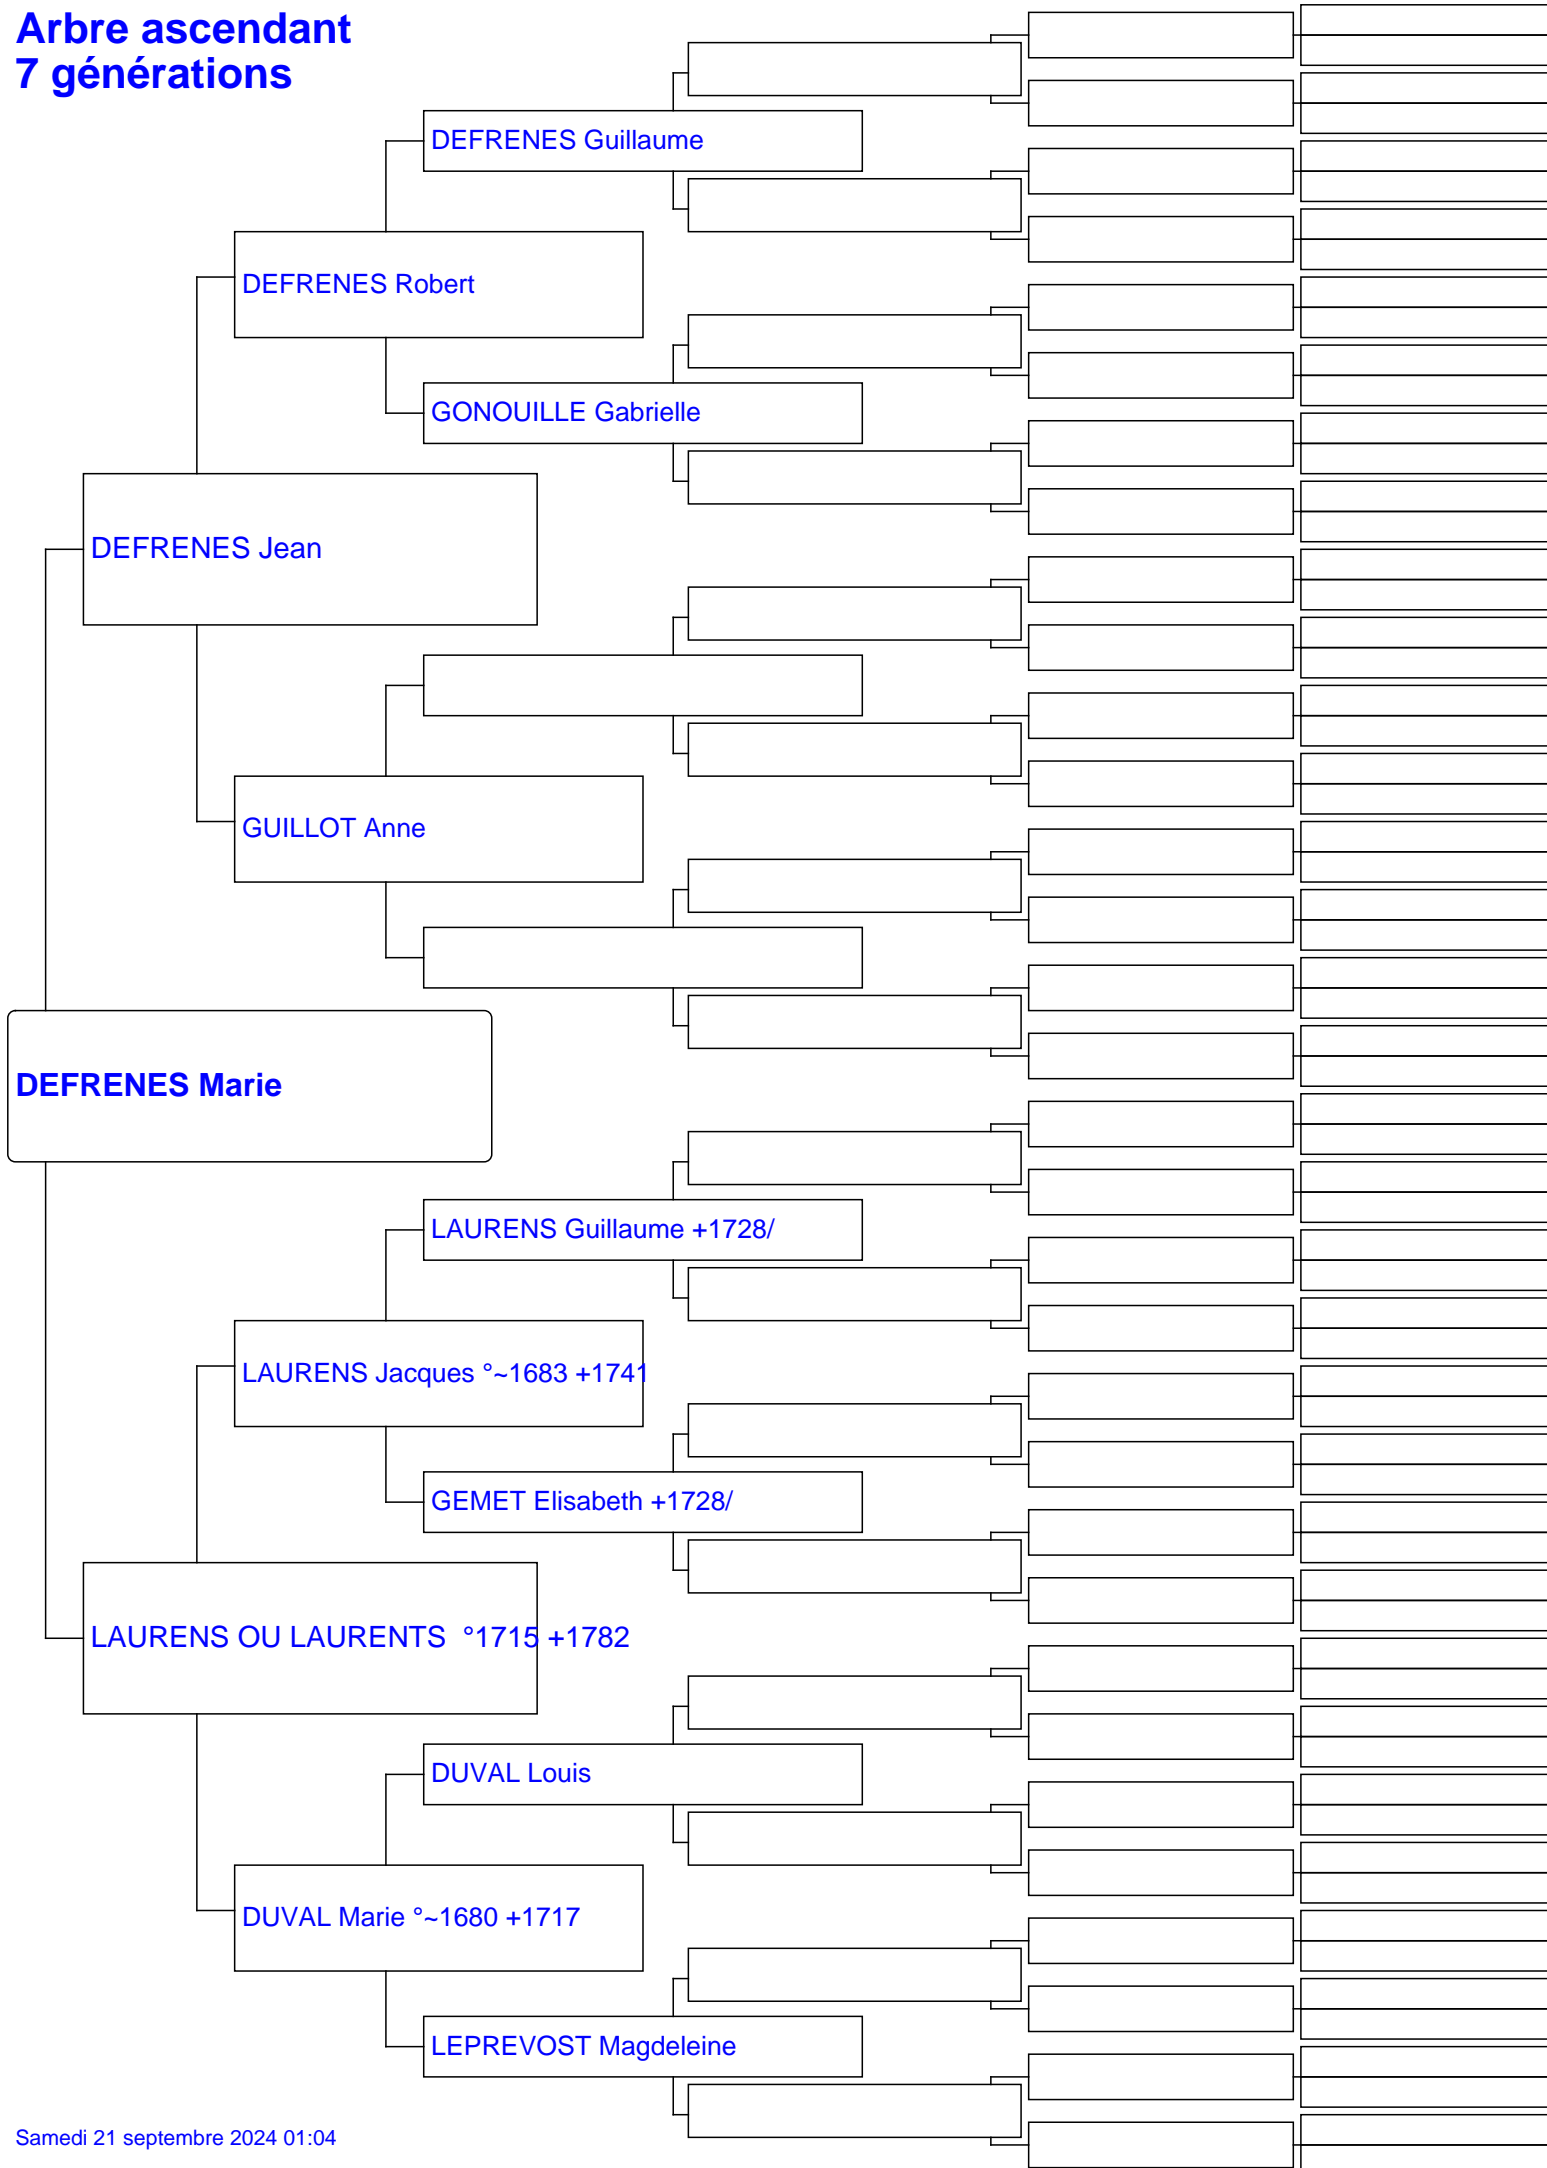 Arbre ascendant
7 générations
DEFRENES Guillaume
DEFRENES Robert
GONOUILLE Gabrielle
DEFRENES Jean
GUILLOT Anne
DEFRENES Marie
LAURENS Guillaume +1728/
LAURENS Jacques °~1683 +1741
GEMET Elisabeth +1728/
LAURENS OU LAURENTS  °1715 +1782
DUVAL Louis
DUVAL Marie °~1680 +1717
LEPREVOST Magdeleine
Samedi 21 septembre 2024 01:04